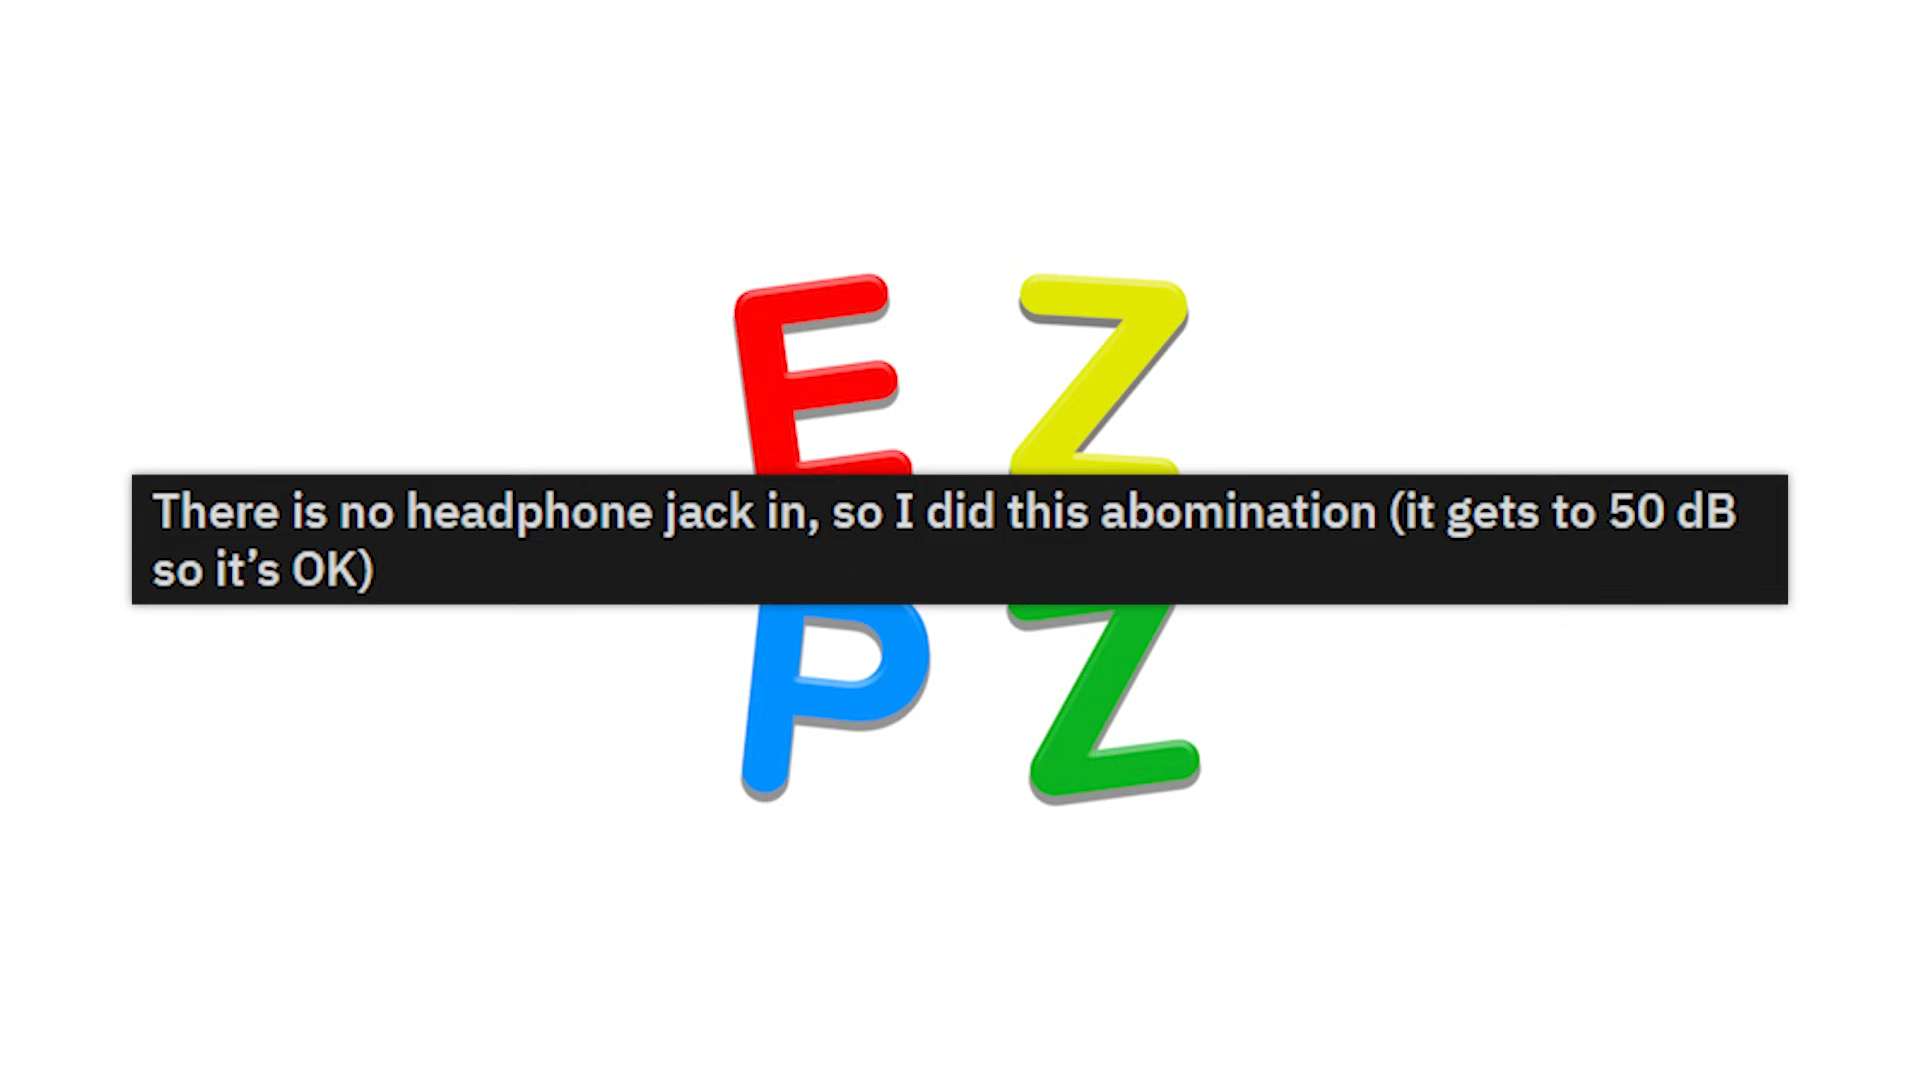 E Z
There is no headphone jack in, so I did this abomination (it gets to 50 dB
so it’s OK)
P Z